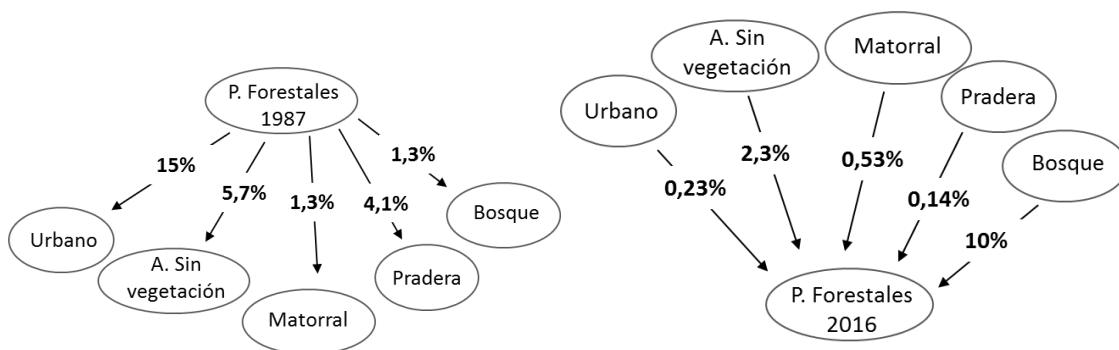 P. Forestales
1987
15%
5,7%
1,3%
4,1%
1,3%
Urbano
A. Sin
vegetación
Matorral
Pradera
Bosque
Urbano
A. Sin
vegetación
Matorral
Pradera
Bosque
0,23%
2,3%
0,53%
0,14%
10%
P. Forestales
2016